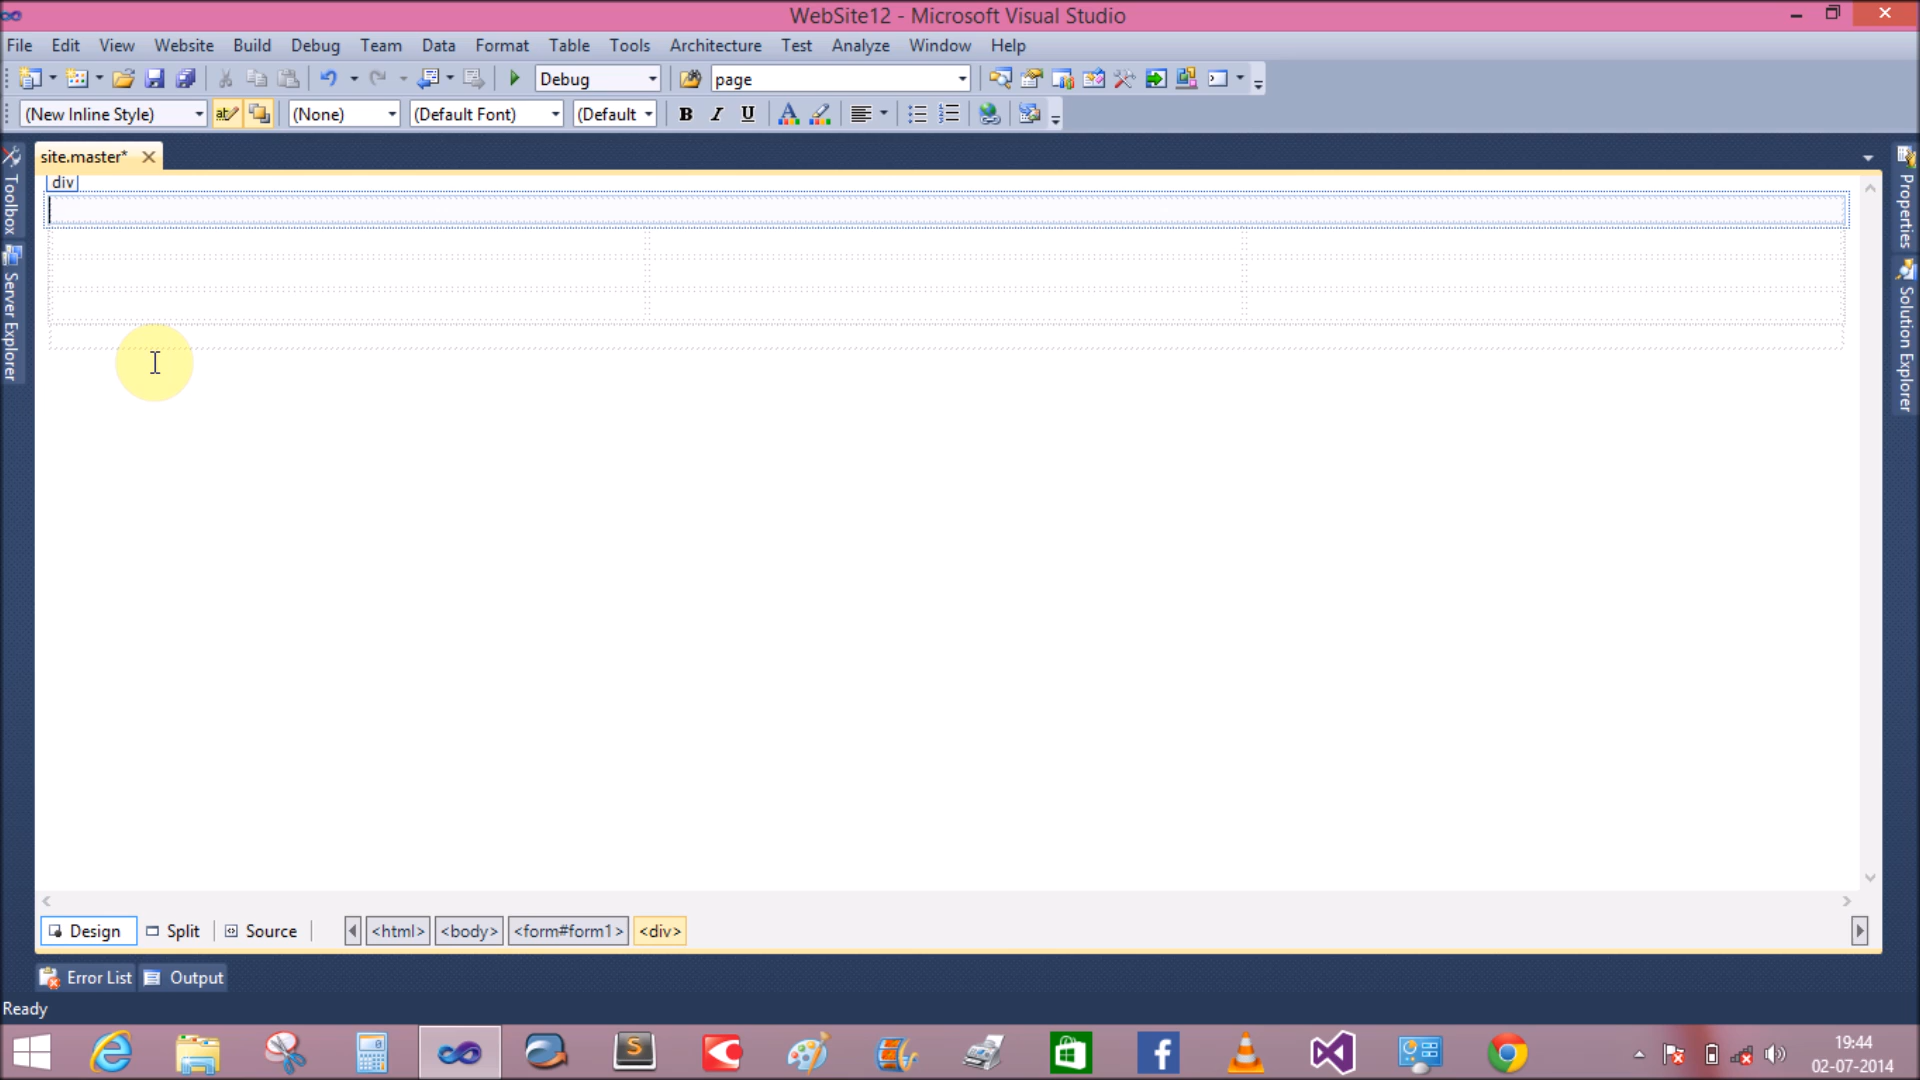 WebSite12 - Microsoft Visual Studio
File Edit View Website Build Debug Team Data Format Table Tools Architecture Test Analyze Window Help
Debug page
(New Inline Style) ab (None) (Default Font) (Default B I U A
site.master*
div
Toolbox
Server Explorer
Properties
Solution Explorer
Design Split Source <html> <body> <form#form1> <div>
Error List Output
Ready
S f
19:44
02-07-2014